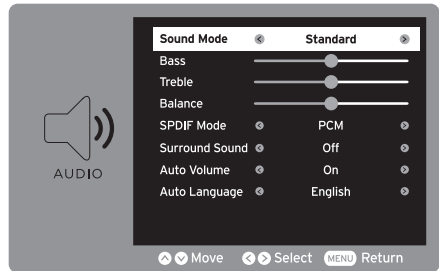 Sound Mode Standard
Bass
Treble
Balance
SPDIF Mode PCM
Surround Sound Off
Auto Volume On
Auto Language English
AUDIO
Move Select MENU Return